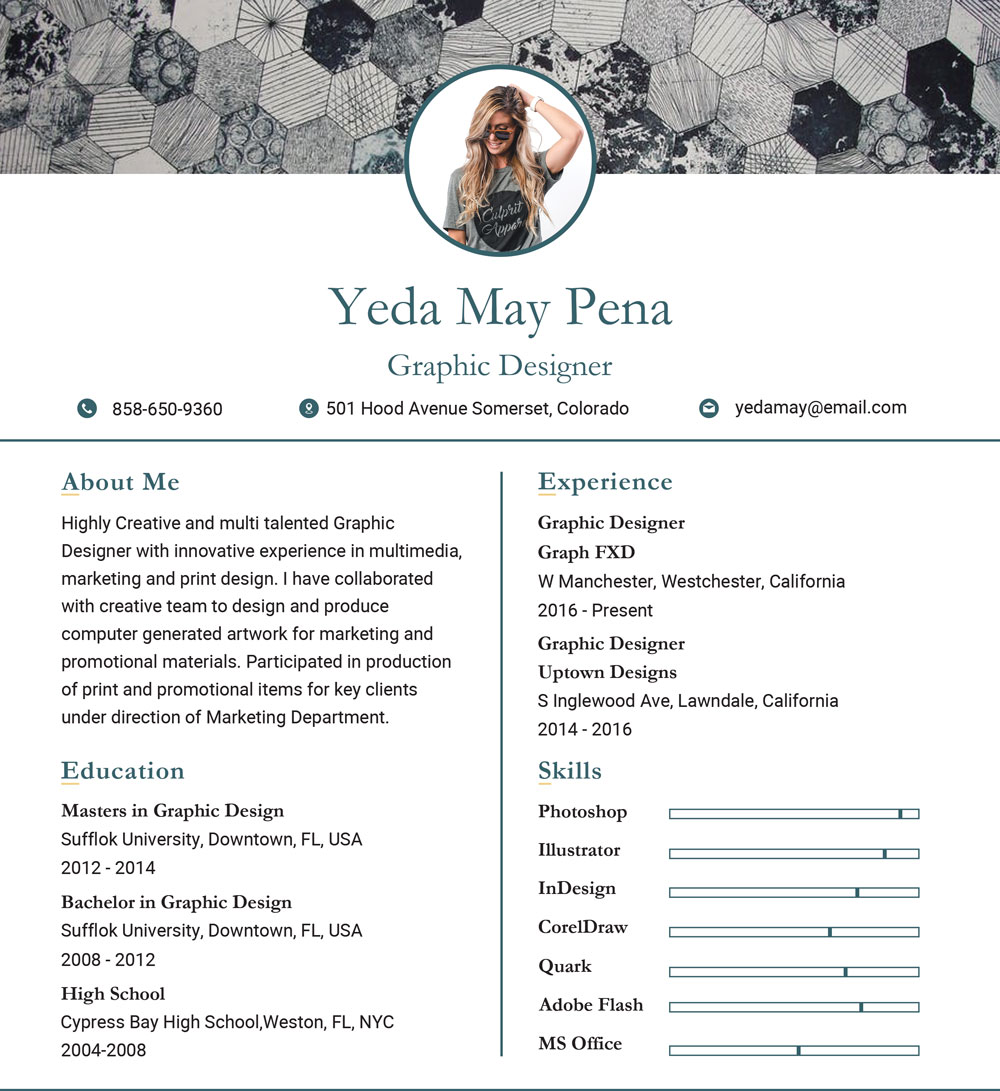 Culprit
Appar
Yeda May Pena
Graphic Designer
858-650-9360
501 Hood Avenue Somerset, Colorado
yedamay@email.com
About Me
Highly Creative and multi talented Graphic
Designer with innovative experience in multimedia,
marketing and print design. I have collaborated
with creative team to design and produce
computer generated artwork for marketing and
promotional materials. Participated in production
of print and promotional items for key clients
under direction of Marketing Department.
Education
Masters in Graphic Design
Sufflok University, Downtown, FL, USA
2012 - 2014
Bachelor in Graphic Design
Sufflok University, Downtown, FL, USA
2008 - 2012
High School
Cypress Bay High School,Weston, FL, NYC
2004-2008
Experience
Graphic Designer
Graph FXD
W Manchester, Westchester, California
2016 - Present
Graphic Designer
Uptown Designs
S Inglewood Ave, Lawndale, California
2014 - 2016
Skills
Photoshop
Illustrator
InDesign
CorelDraw
Quark
Adobe Flash
MS Office